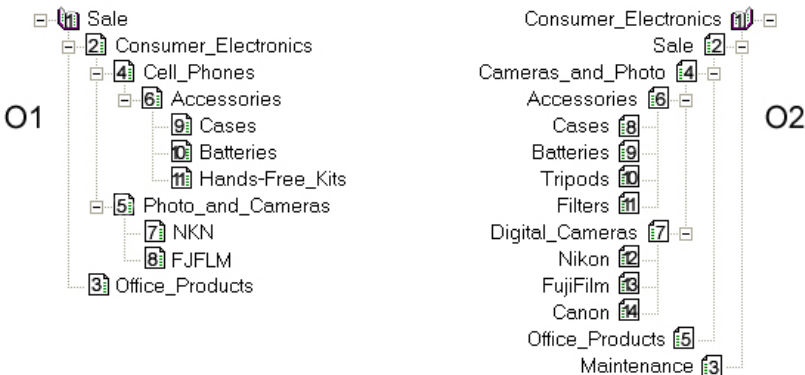 1 Sale
2 Consumer_Electronics
4 Cell_Phones
6 Accessories
O1
9 Cases
10 Batteries
11 Hands-Free_Kits
5 Photo_and_Cameras
7 NKN
8 FJFLM
3 Office_Products
Consumer_Electronics 1
Sale 2
Cameras_and_Photo 4
Accessories 6
O2
Cases 8
Batteries 9
Tripods 10
Filters 11
Digital_Cameras 7
Nikon 12
FujiFilm 13
Canon 14
Office_Products 5
Maintenance 3